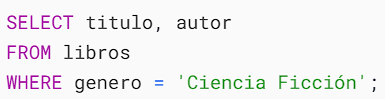 SELECT titulo, autor
FROM libros
WHERE genero = 'Ciencia Ficción';